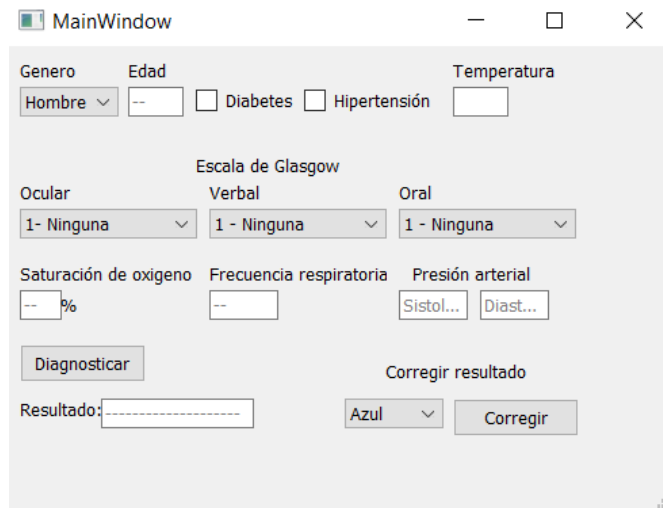 MainWindow
Genero Edad Temperatura
Hombre -- Diabetes Hipertensión
Escala de Glasgow
Ocular Verbal Oral
1- Ninguna 1 - Ninguna 1 - Ninguna
Saturación de oxigeno Frecuencia respiratoria Presión arterial
-- % -- Sistol... Diast...
Diagnosticar
Corregir resultado
Resultado: --------------------- Azul Corregir